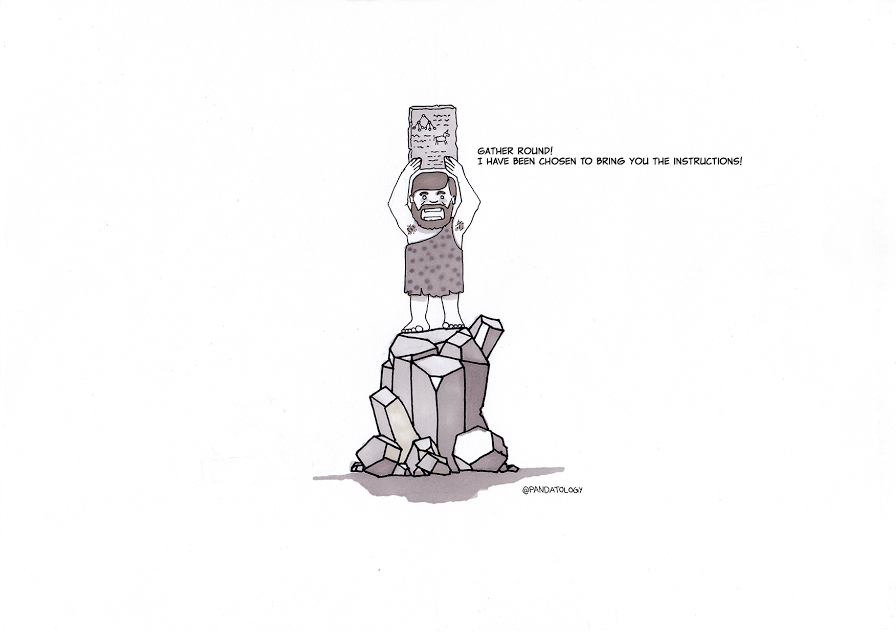 GATHER ROUND!
I HAVE BEEN CHOSEN TO BRING YOU THE INSTRUCTIONS!
@PANDATOLOGY